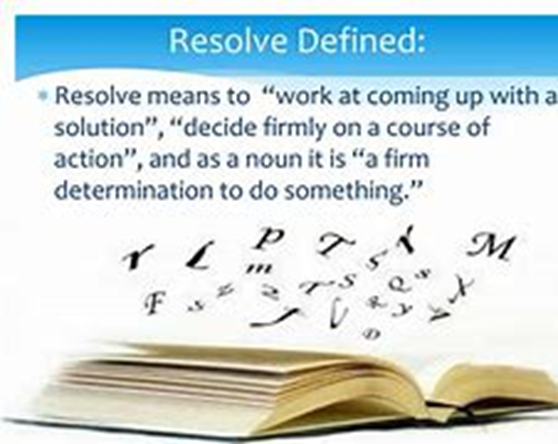 Resolve Defined:
Resolve means to “work at coming up with a
solution”, “decide firmly on a course of
action”, and as a noun it is “a firm
determination to do something.”
r L P T S X M
m
F s z z T S Q s X
J V & y y
D